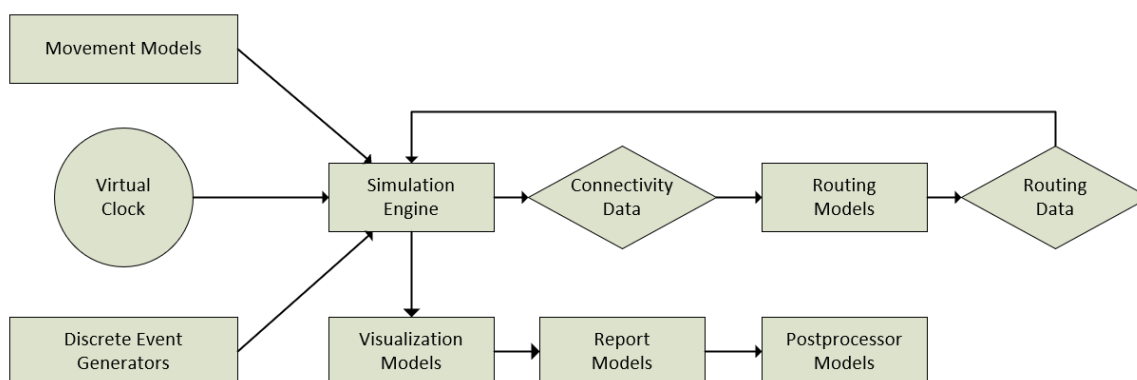 Movement Models
Virtual
Clock
Simulation
Engine
Connectivity
Data
Routing
Models
Routing
Data
Discrete Event
Generators
Visualization
Models
Report
Models
Postprocessor
Models